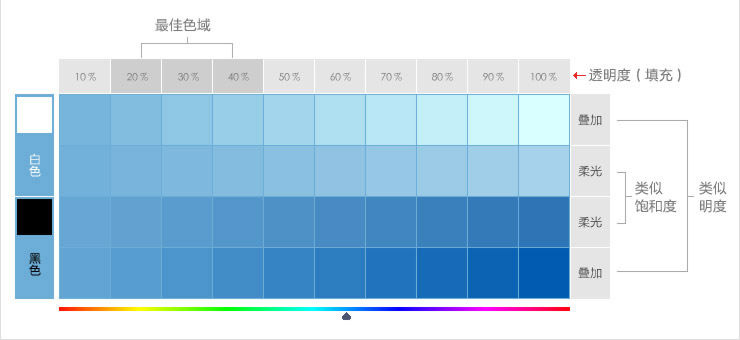 最佳色域
10 % 20 % 30 % 40 % 50 % 60 % 70 % 80 % 90 % 100 %
透明度（填充）
白色
叠加
柔光
黑色
柔光
叠加
类似
饱和度
类似
明度